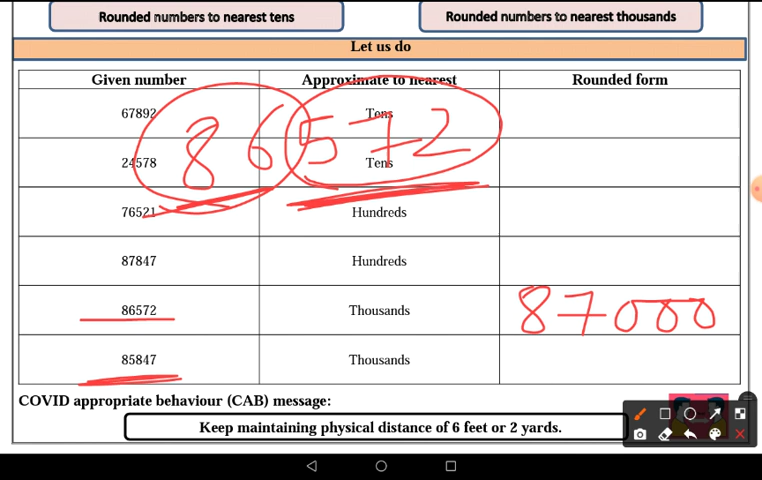 Rounded numbers to nearest tens Rounded numbers to nearest thousands
Let us do
Given number Approximate to nearest Rounded form
67892 Tens
86 572
24578 Tens
76521 Hundreds
87847 Hundreds
86572 Thousands 87000
85847 Thousands
COVID appropriate behaviour (CAB) message:
Keep maintaining physical distance of 6 feet or 2 yards.